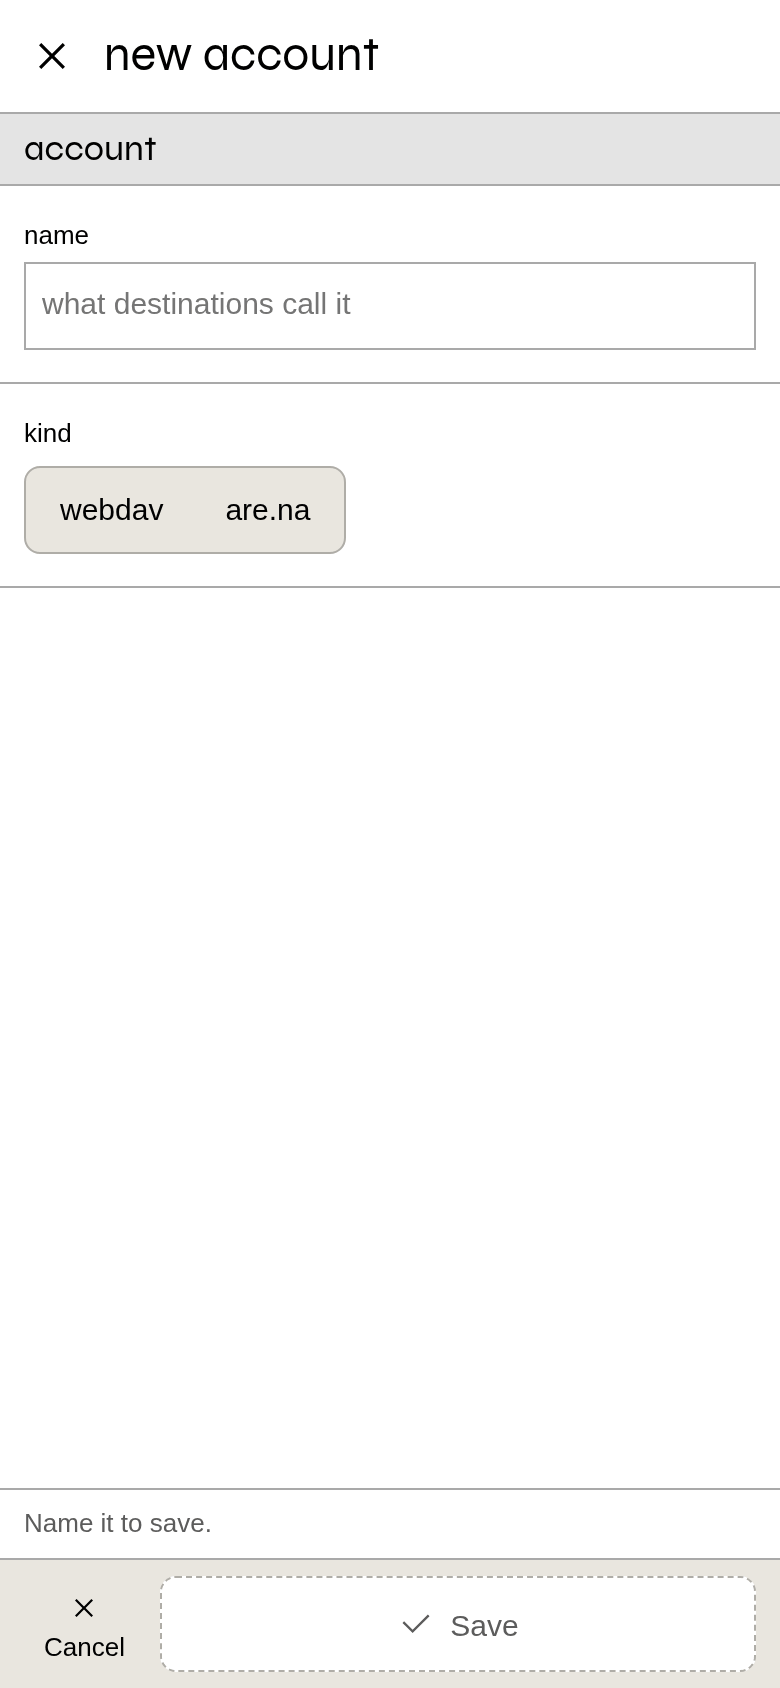 new account
account
name
what destinations call it
kind
webdav are.na
Name it to save.
Cancel
Save